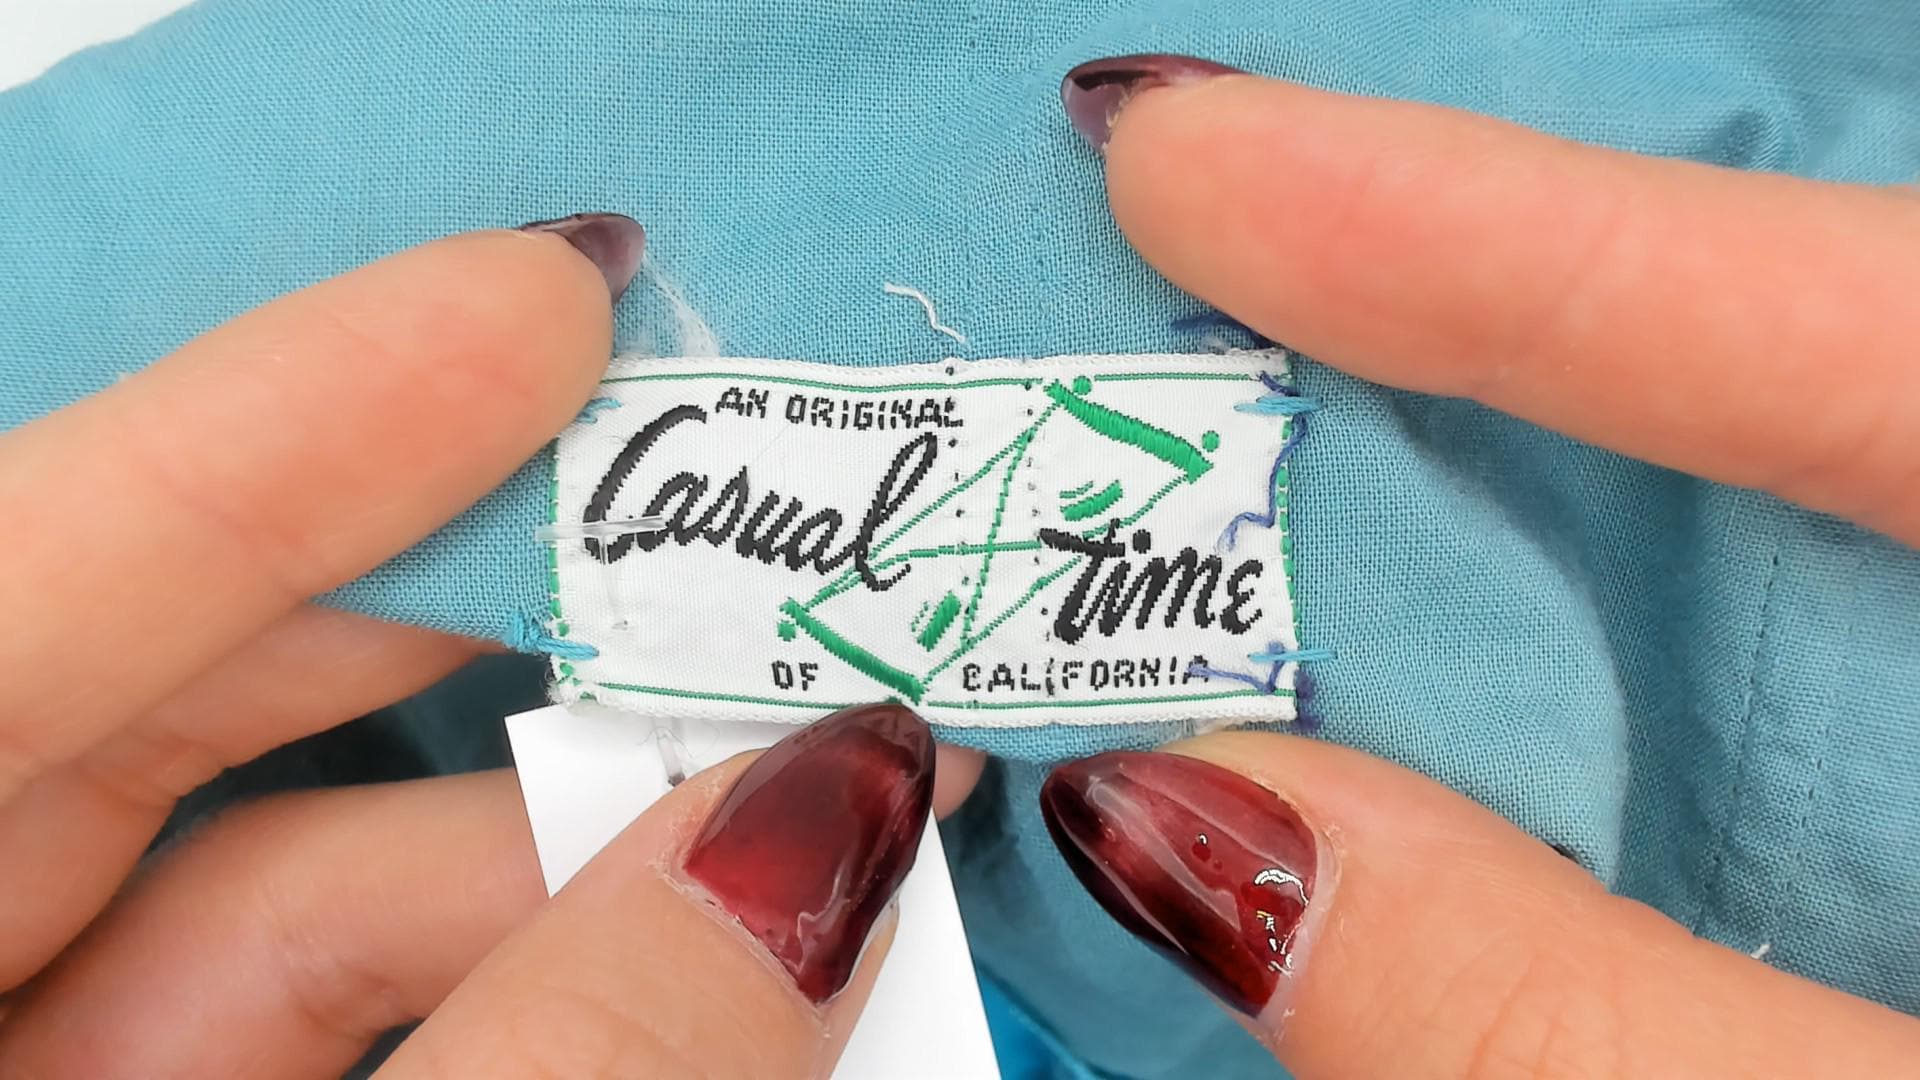 AN ORIGINAL
Casual Time
OF CALIFORNIA